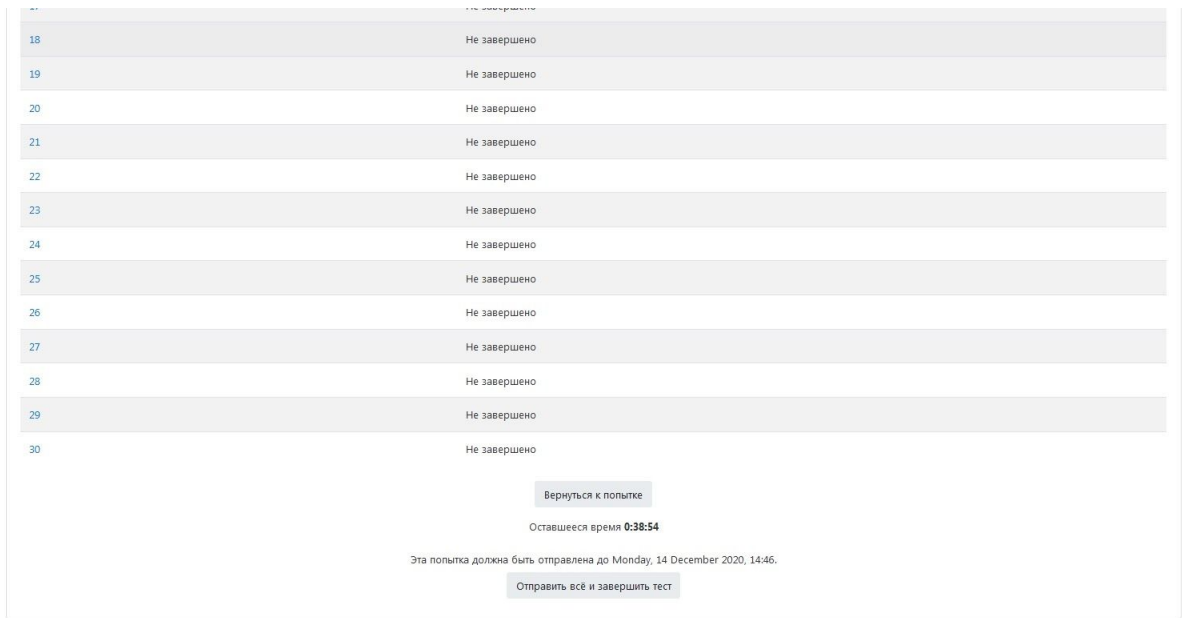 18 Не завершено
19 Не завершено
20 Не завершено
21 Не завершено
22 Не завершено
23 Не завершено
24 Не завершено
25 Не завершено
26 Не завершено
27 Не завершено
28 Не завершено
29 Не завершено
30 Не завершено
Вернуться к попытке
Оставшееся время 0:38:54
Эта попытка должна быть отправлена до Monday, 14 December 2020, 14:46.
Отправить всё и завершить тест